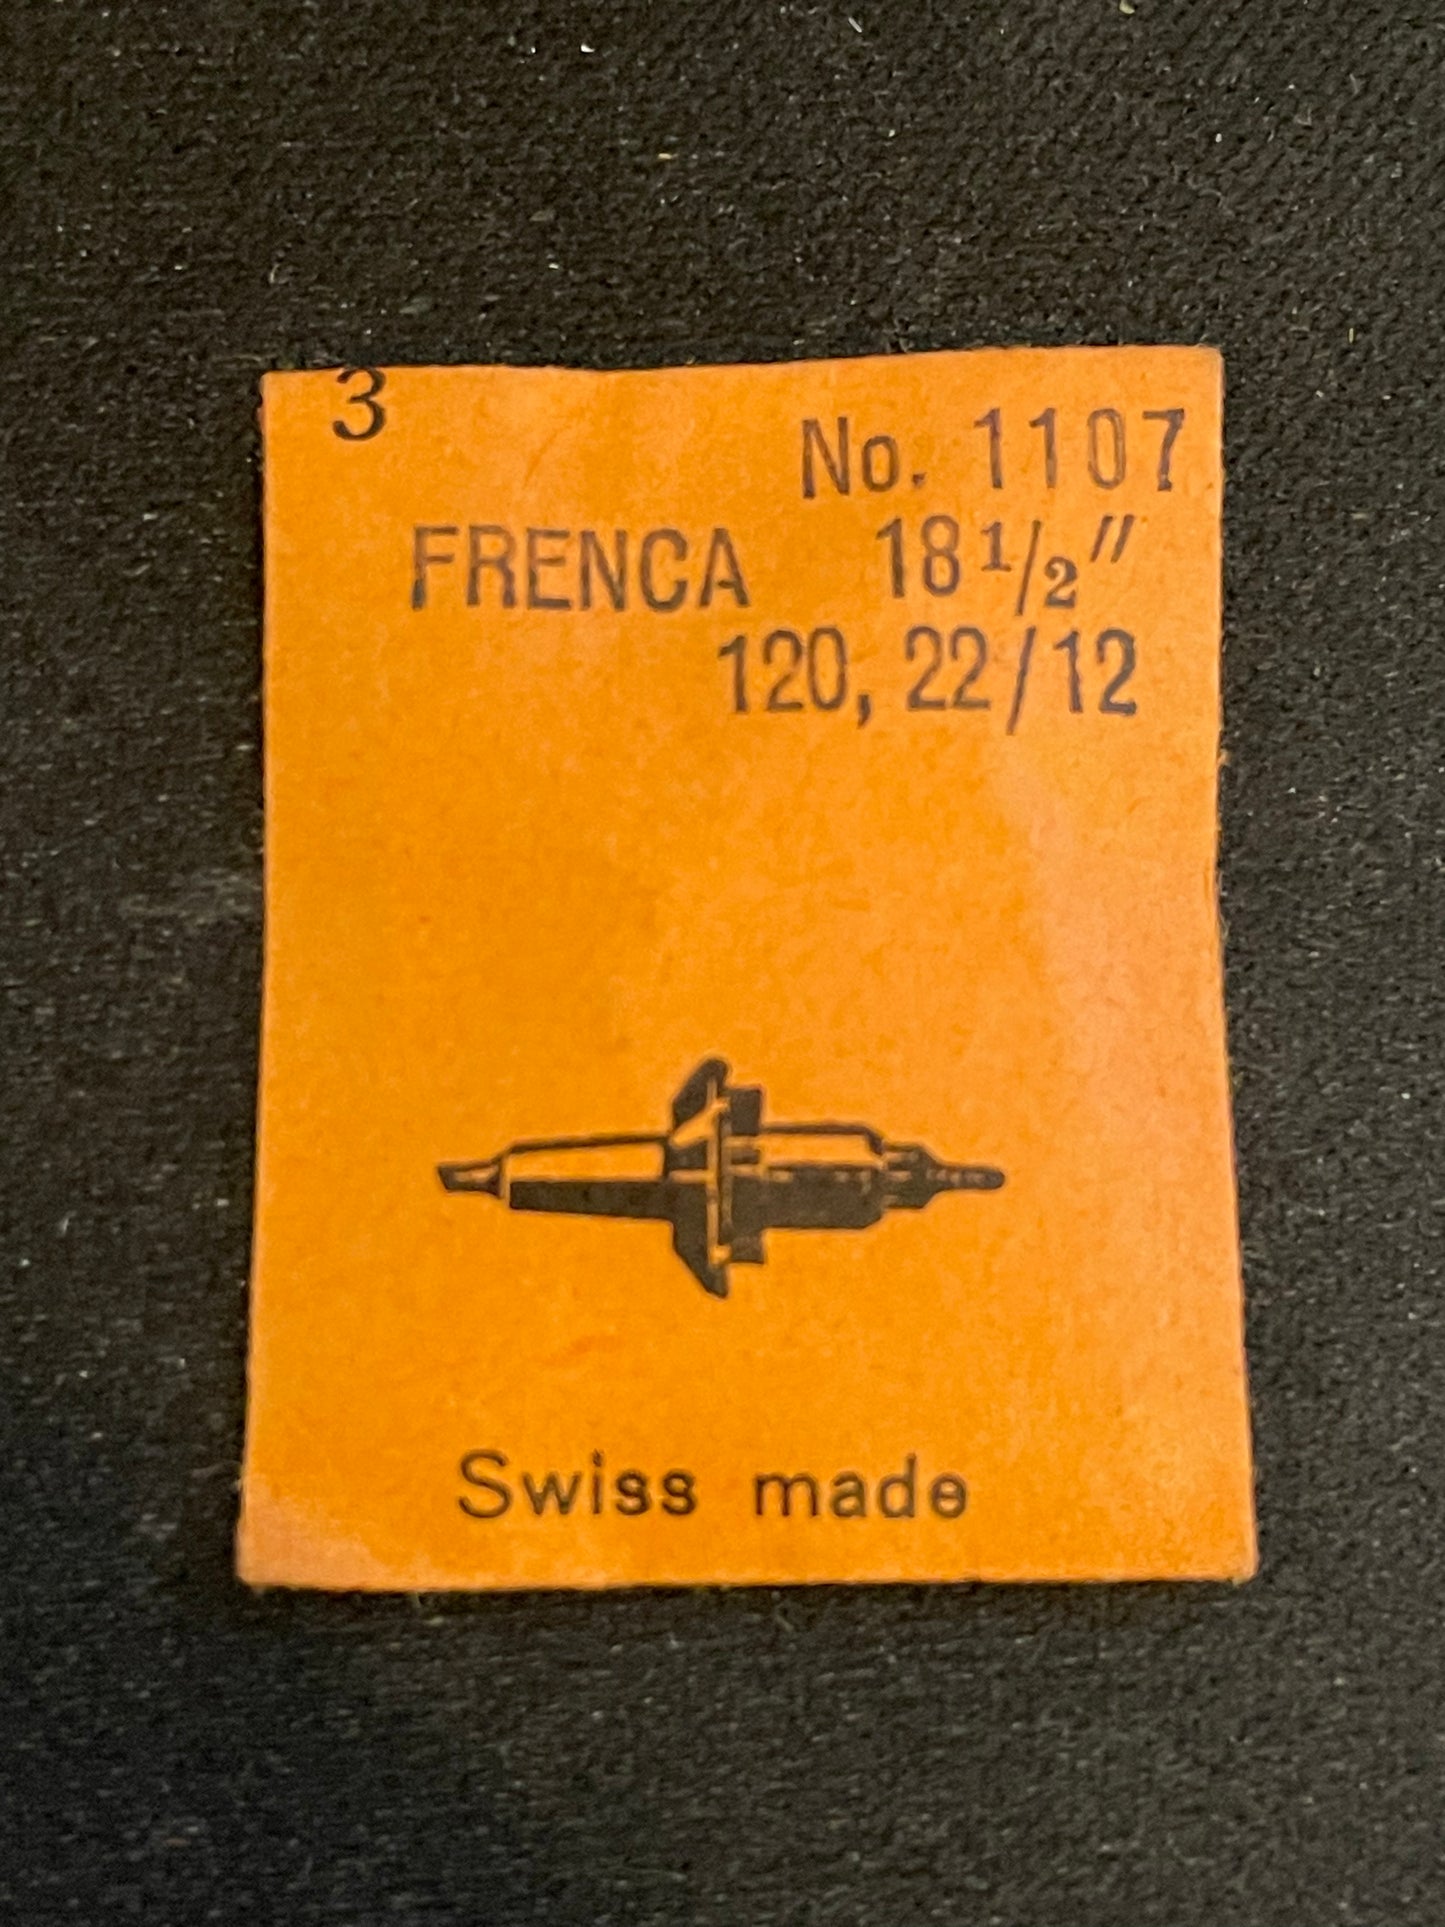 3
No. 1107
FRENCA 18 1/2"
120, 22/12
Swiss made